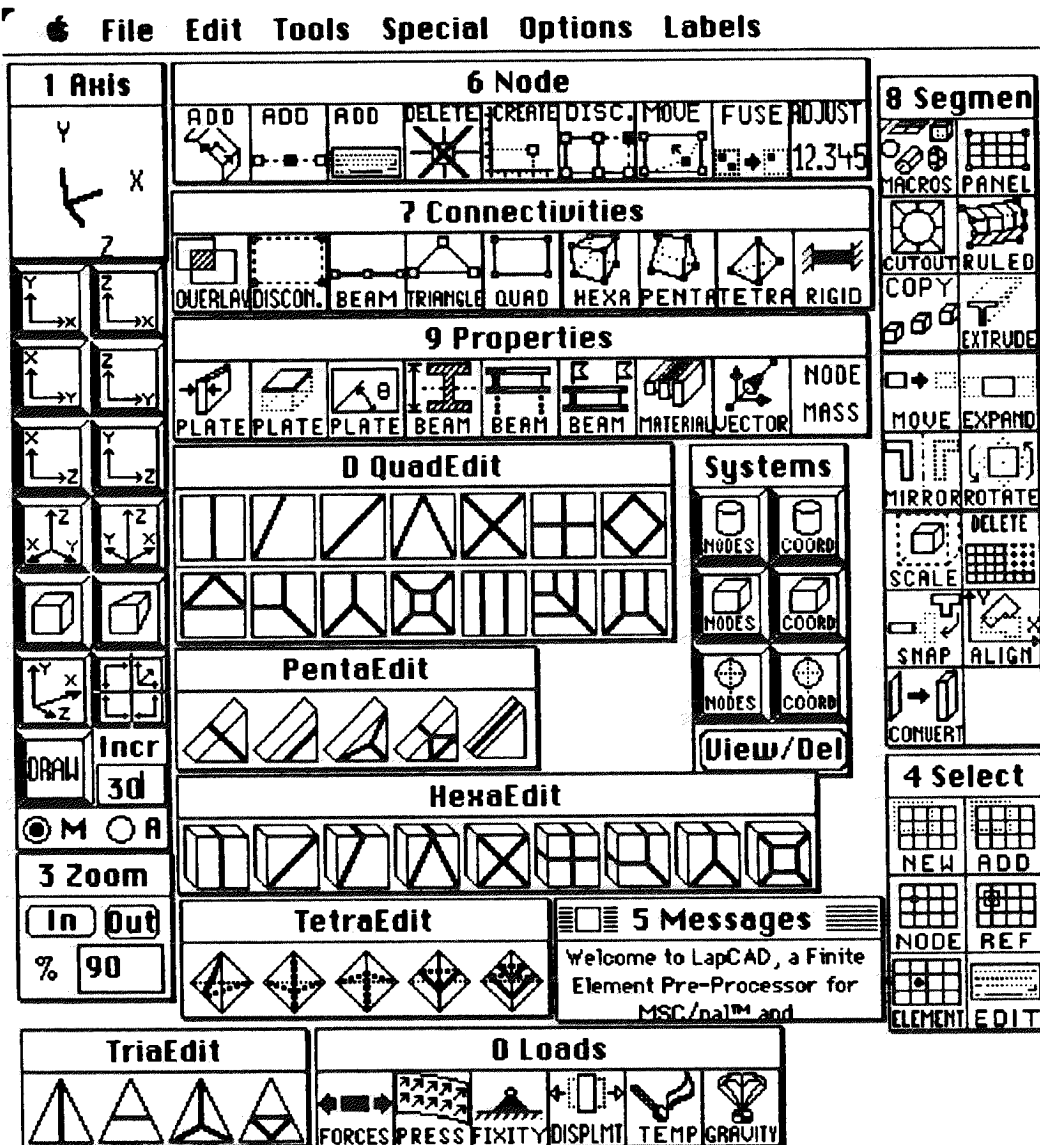 File Edit Tools Special Options Labels
1 Axis
Y
X
Z
6 Node
ADD ADD ADD DELETE CREATE DISC. MOVE FUSE ADJUST
12.345
7 Connectivities
OVERLAY DISCON. BEAM TRIANGLE QUAD HEXA PENTA TETRA RIGID
9 Properties
PLATE PLATE PLATE BEAM BEAM BEAM MATERIAL VECTOR NODE MASS
θ
8 Segmen
MACROS PANEL
CUTOUT RULED
COPY EXTRUDE
MOVE EXPAND
MIRROR ROTATE
SCALE DELETE
SNAP ALIGN
Y X
CONVERT
Y X Z X
X Y Z Y
X Z Y Z
Z X Y Z Y X
Y X Z
DRAW Incr
30
M A
D QuadEdit
Systems
NODES COORD
NODES COORD
NODES COORD
View/Del
PentaEdit
HexaEdit
3 Zoom
In Out
% 90
TetraEdit
5 Messages
Welcome to LapCAD, a Finite
Element Pre-Processor for
MSC/pal™ and
4 Select
NEW ADD
NODE REF
ELEMENT EDIT
TriaEdit
0 Loads
FORCES PRESS FIXITY DISPLMT TEMP GRAVITY